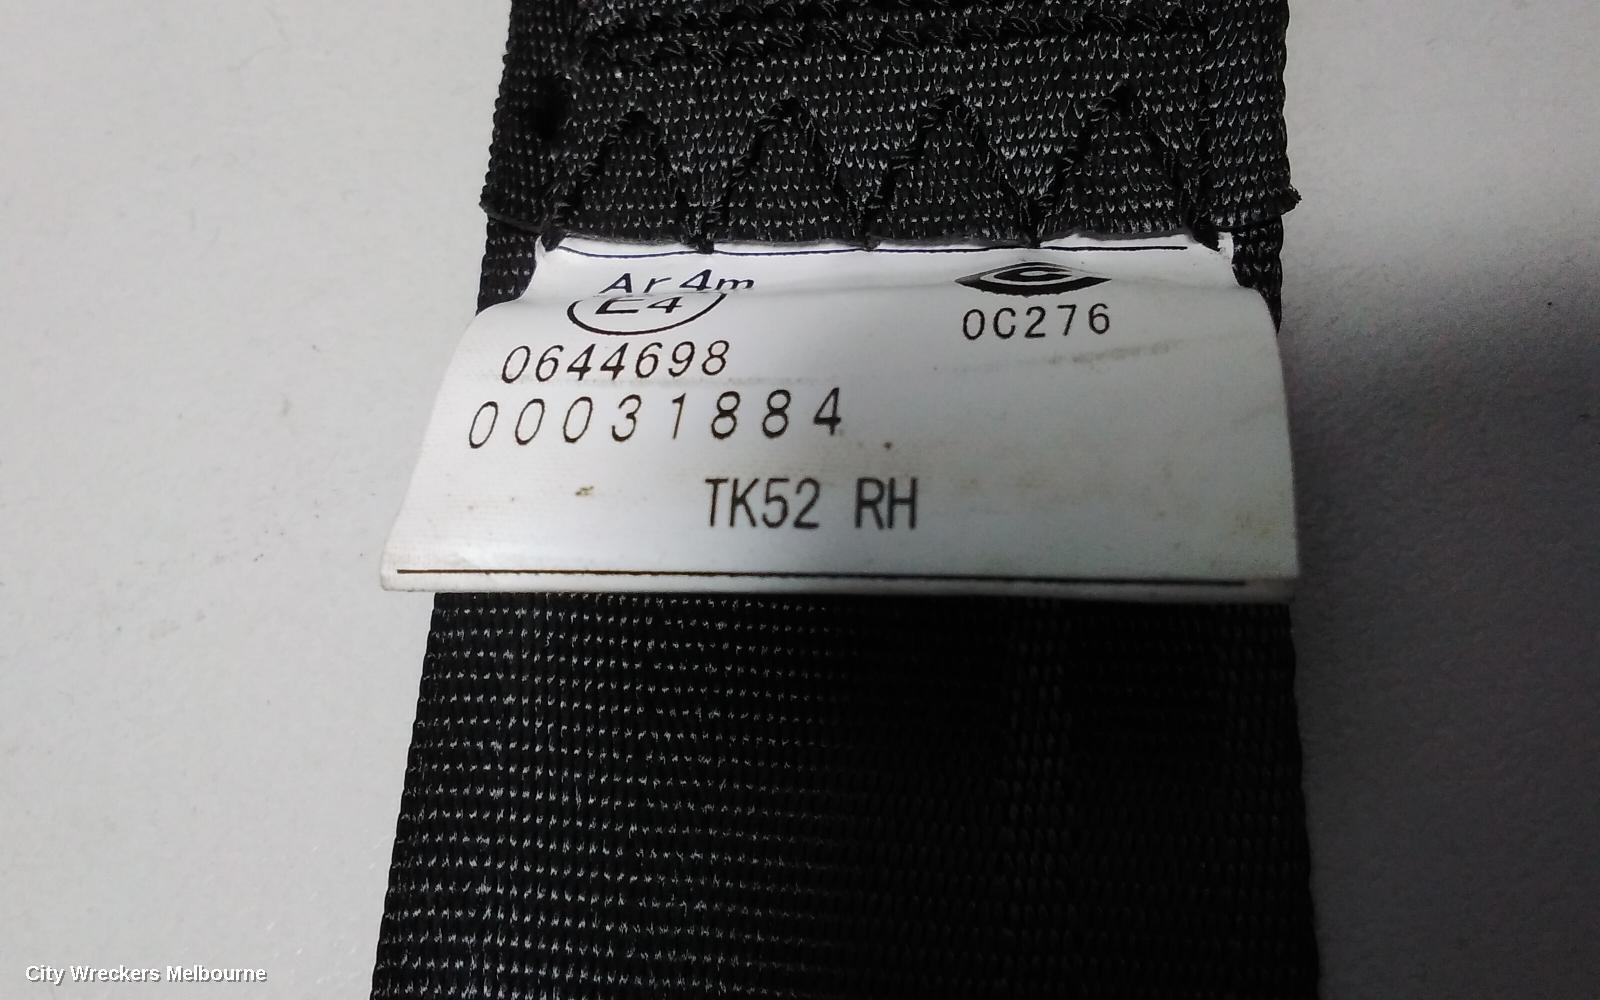 Ar4m
E4
0C276
0644698
00031884
TK52 RH
City Wreckers Melbourne